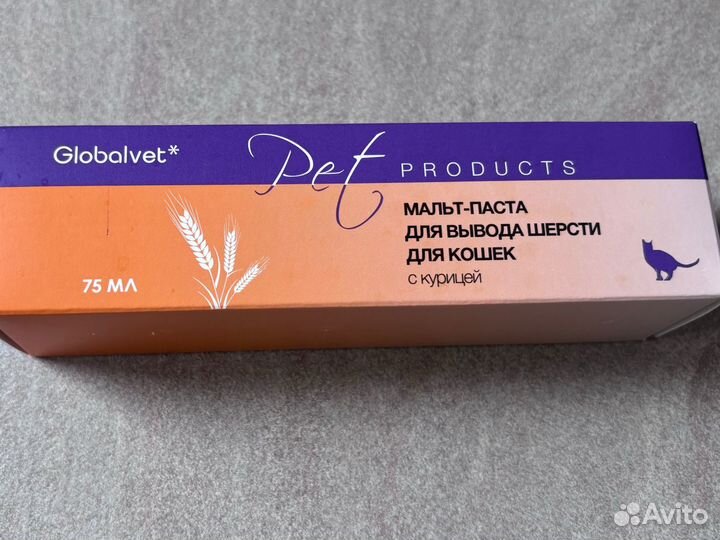 Globalvet*
Pet PRODUCTS
МАЛЬТ-ПАСТА
ДЛЯ ВЫВОДА ШЕРСТИ
ДЛЯ КОШЕК
с курицей
75 МЛ
Avito